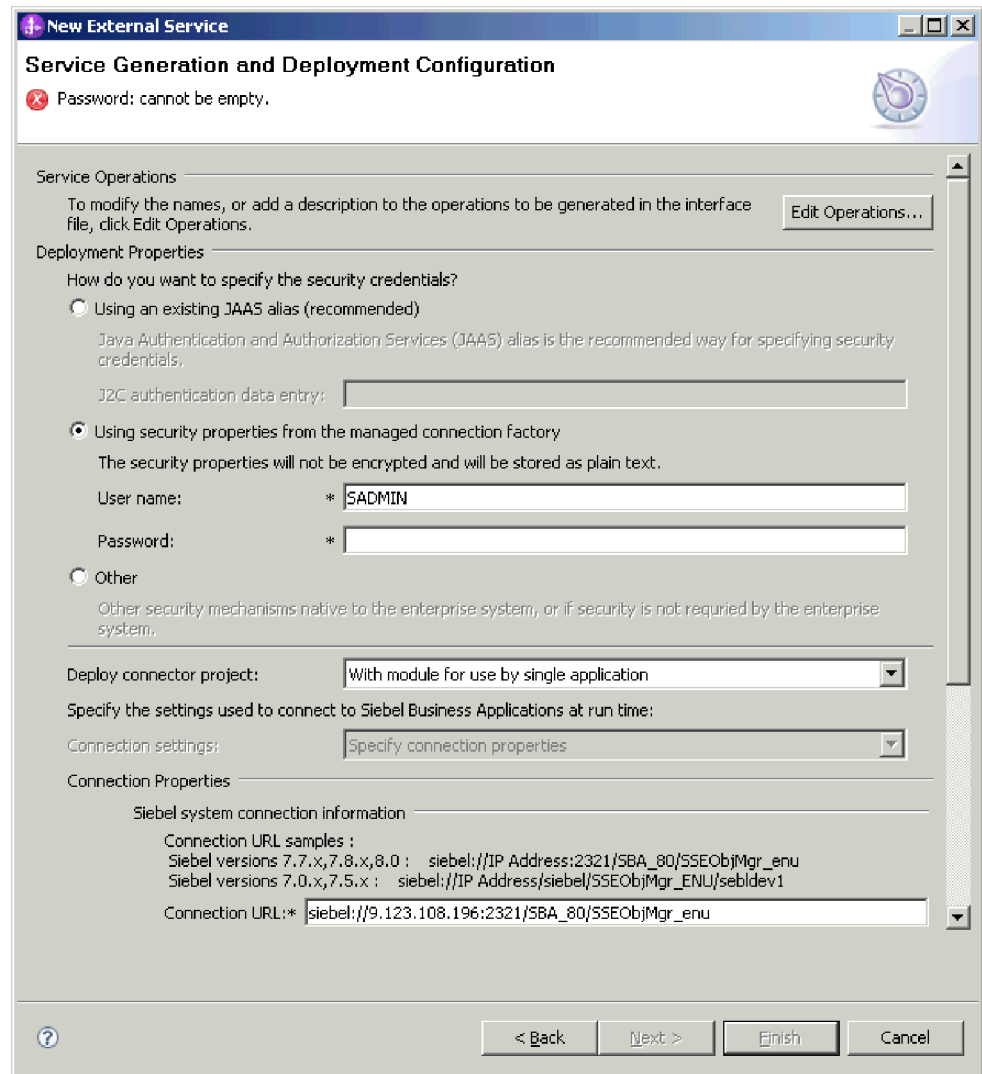 New External Service
Service Generation and Deployment Configuration
Password: cannot be empty.
Service Operations
To modify the names, or add a description to the operations to be generated in the interface
file, click Edit Operations.
Edit Operations...
Deployment Properties
How do you want to specify the security credentials?
Using an existing JAAS alias (recommended)
Java Authentication and Authorization Services (JAAS) alias is the recommended way for specifying security
credentials.
J2C authentication data entry:
Using security properties from the managed connection factory
The security properties will not be encrypted and will be stored as plain text.
User name: * SADMIN
Password: *
Other
Other security mechanisms native to the enterprise system, or if security is not requried by the enterprise
system.
Deploy connector project: With module for use by single application
Specify the settings used to connect to Siebel Business Applications at run time:
Connection settings: Specify connection properties
Connection Properties
Siebel system connection information
Connection URL samples :
Siebel versions 7.7.x,7.8.x,8.0 : siebel://IP Address:2321/SBA_80/SSEObjMgr_enu
Siebel versions 7.0.x,7.5.x : siebel://IP Address/siebel/SSEObjMgr_ENU/sebldev1
Connection URL:* siebel://9.123.108.196:2321/SBA_80/SSEObjMgr_enu
? < Back Next > Finish Cancel